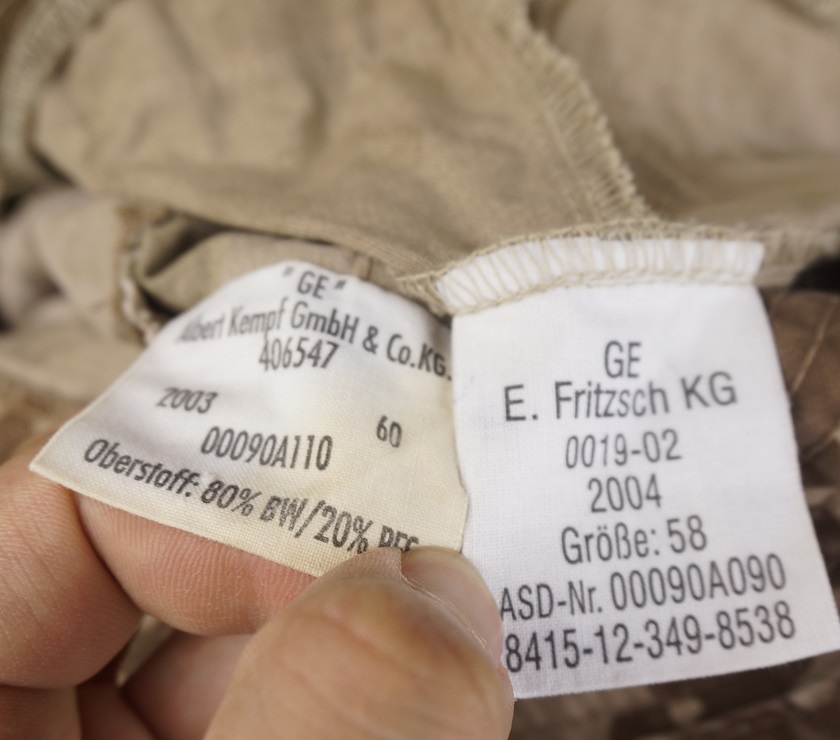 "GE"
Albert Kempf GmbH & Co.KG.
406547
2003
60
00090A110
Oberstoff: 80% BW/20% PES
GE
E. Fritzsch KG
0019-02
2004
Größe: 58
ASD-Nr. 00090A090
8415-12-349-8538